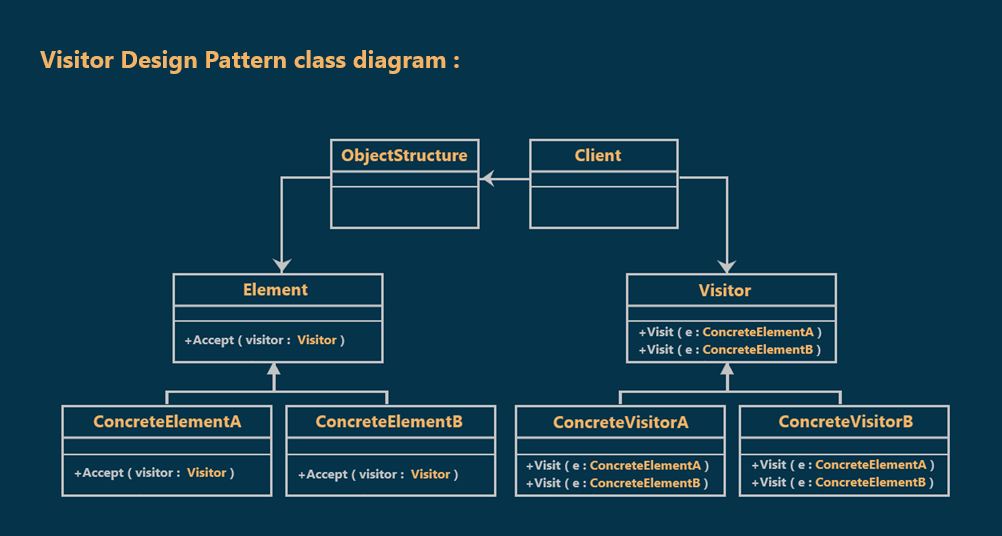 Visitor Design Pattern class diagram :
ObjectStructure
Client
Element
+Accept ( visitor : Visitor )
Visitor
+Visit ( e : ConcreteElementA )
+Visit ( e : ConcreteElementB )
ConcreteElementA
+Accept ( visitor : Visitor )
ConcreteElementB
+Accept ( visitor : Visitor )
ConcreteVisitorA
+Visit ( e : ConcreteElementA )
+Visit ( e : ConcreteElementB )
ConcreteVisitorB
+Visit ( e : ConcreteElementA )
+Visit ( e : ConcreteElementB )